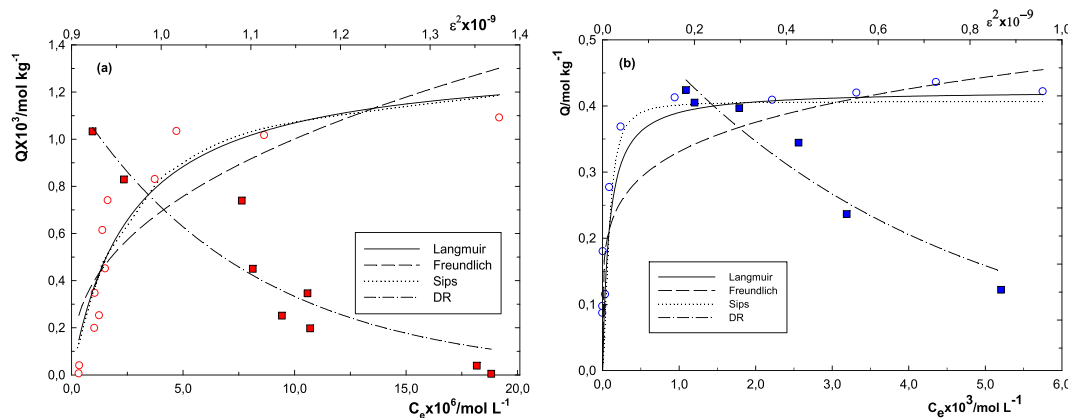 ε²x10⁻⁹
0,9 1,0 1,1 1,2 1,3 1,4
(a)
QX10³/mol kg⁻¹
1,4
1,2
1,0
0,8
0,6
0,4
0,2
0,0
Langmuir
Freundlich
Sips
DR
0,0 5,0 10,0 15,0 20,0
Cₑx10⁶/mol L⁻¹
ε² x10⁻⁹
0,0 0,2 0,4 0,6 0,8 1,0
(b)
Q/mol kg⁻¹
0,5
0,4
0,3
0,2
0,1
0,0
Langmuir
Freundlich
Sips
DR
0,0 1,0 2,0 3,0 4,0 5,0 6,0
Cₑx10³/mol L⁻¹